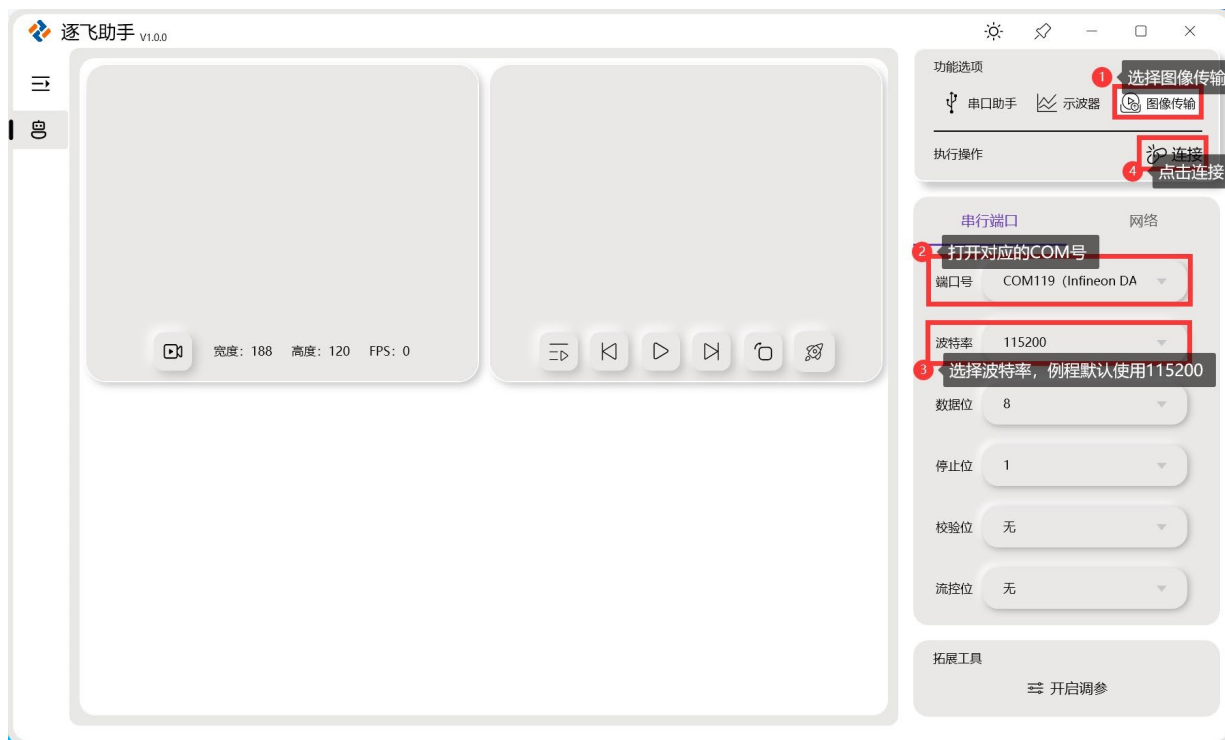 逐飞助手 V1.0.0
功能选项
1 选择图像传输
串口助手 示波器 图像传输
执行操作 连接
4 点击连接
串行端口 网络
2 打开对应的COM号
端口号 COM119 (Infineon DA
波特率 115200
3 选择波特率，例程默认使用115200
数据位 8
停止位 1
校验位 无
流控位 无
宽度：188 高度：120 FPS：0
拓展工具
开启调参